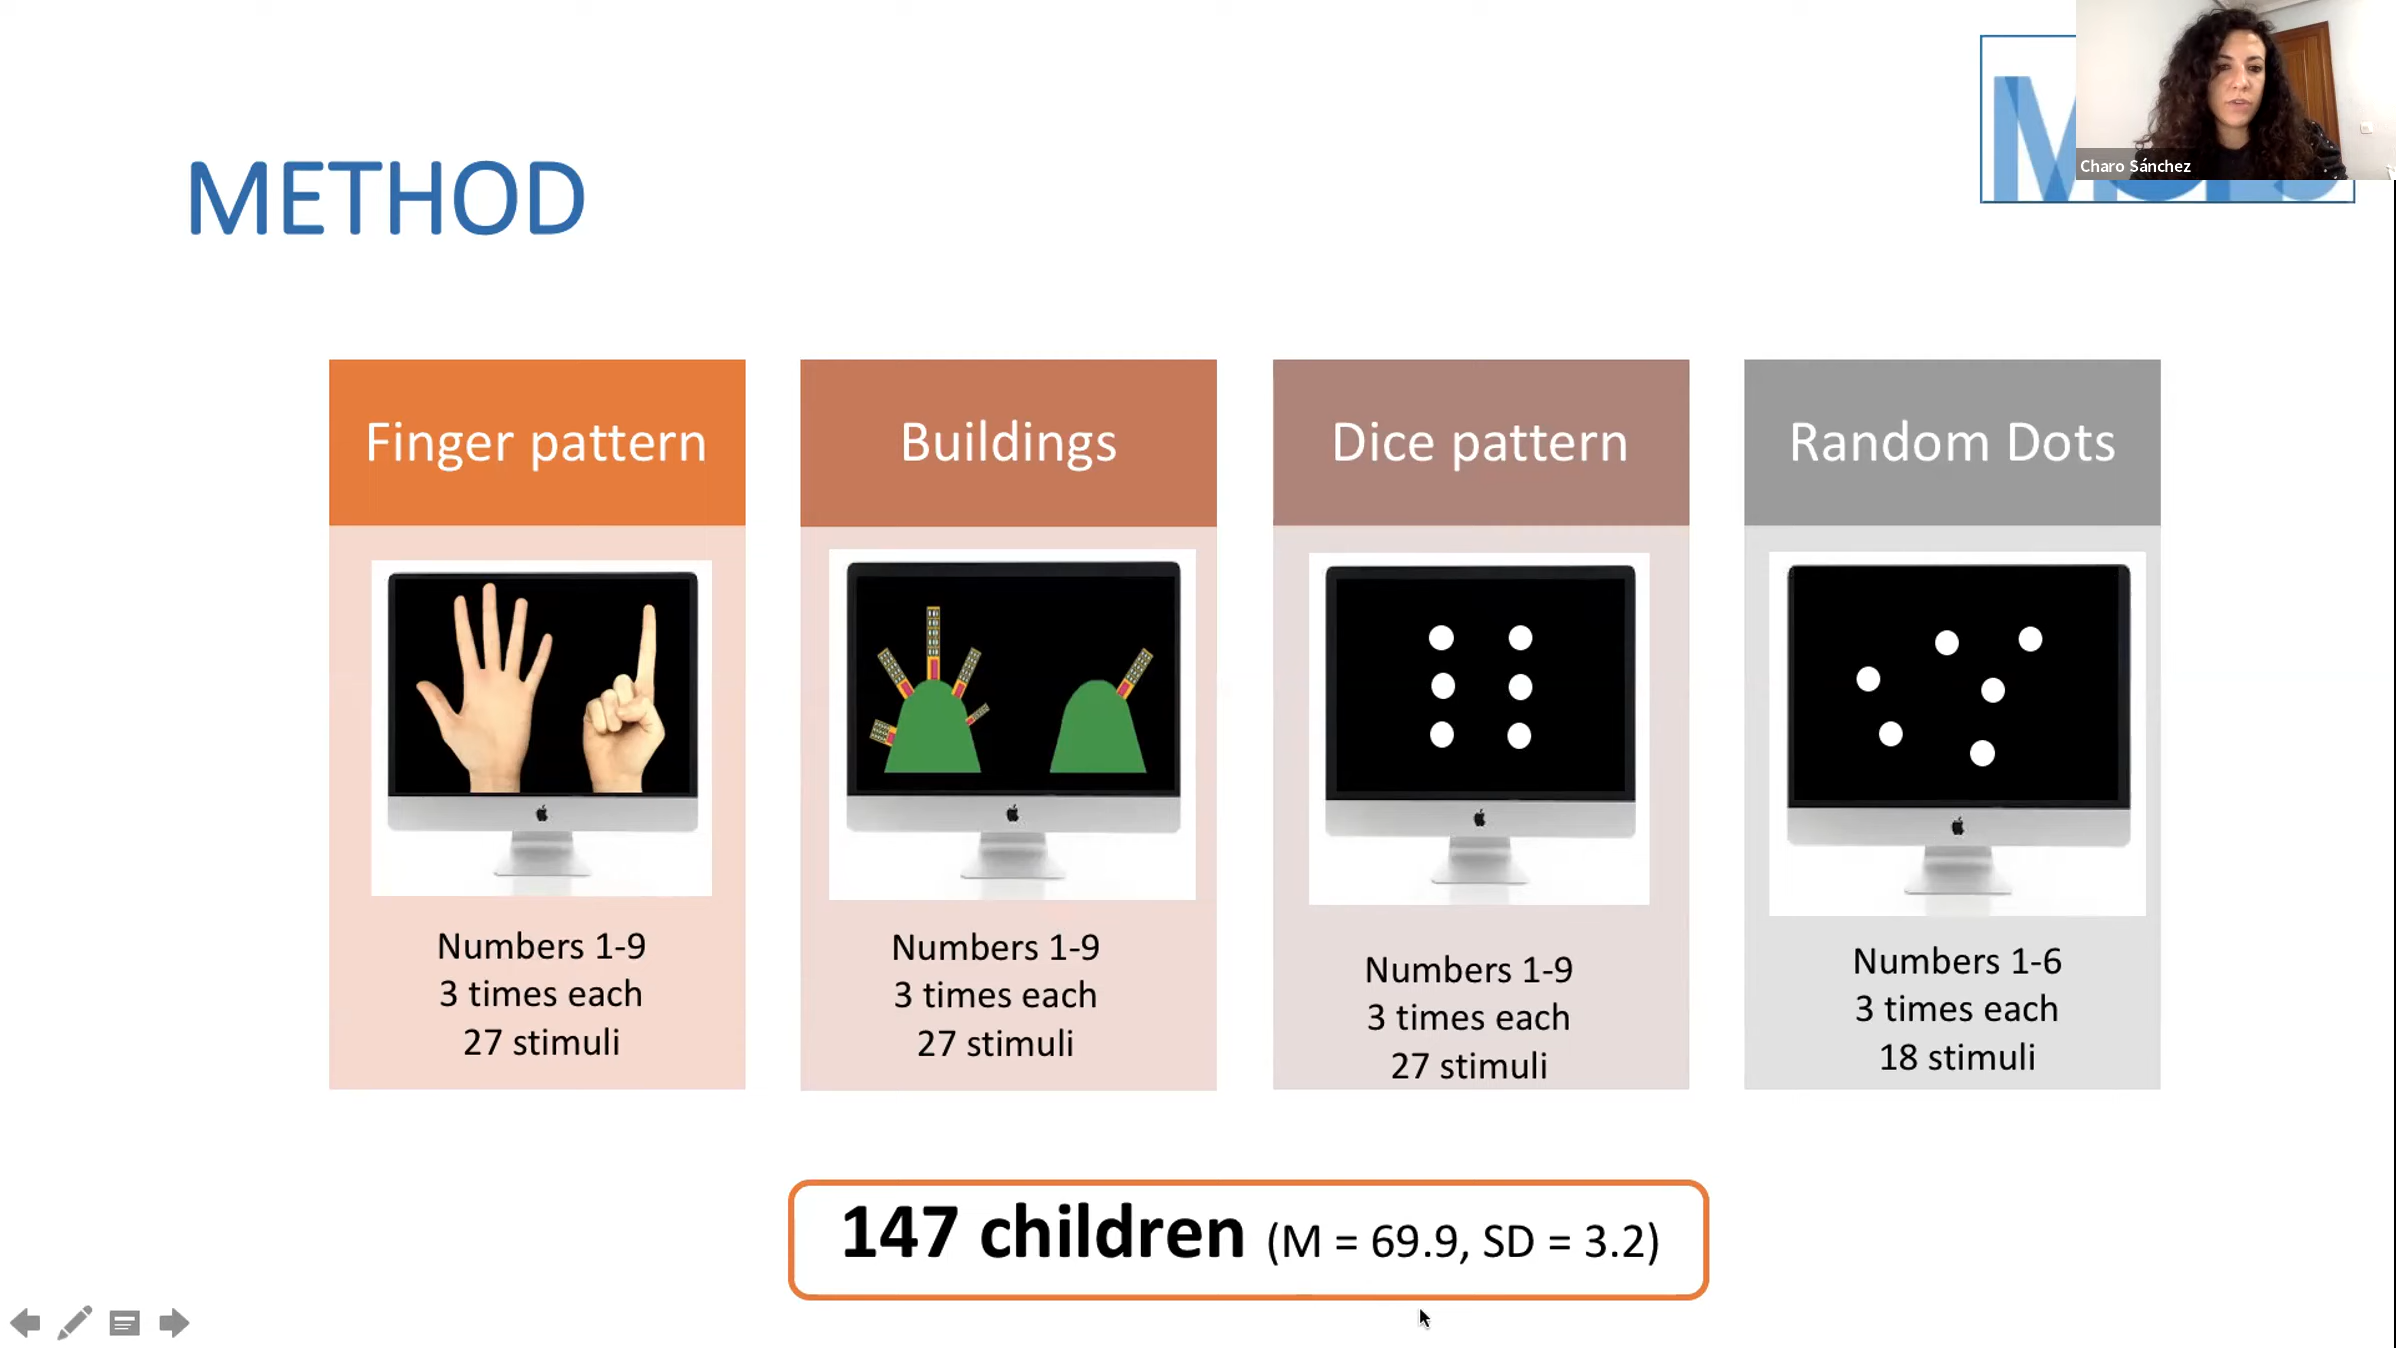 METHOD
Charo Sánchez
Finger pattern
Buildings
Dice pattern
Random Dots
Numbers 1-9
3 times each
27 stimuli
Numbers 1-9
3 times each
27 stimuli
Numbers 1-9
3 times each
27 stimuli
Numbers 1-6
3 times each
18 stimuli
147 children (M = 69.9, SD = 3.2)